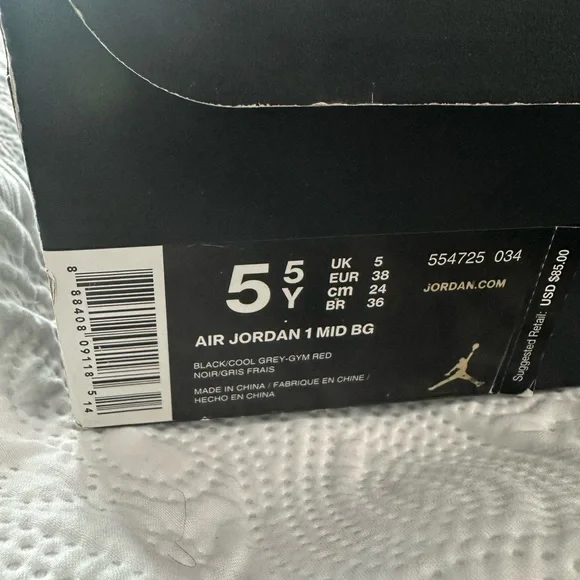 8 88408 09118 5 14
5 5 Y
UK 5
EUR 38
cm 24
BR 36
554725 034
JORDAN.COM
AIR JORDAN 1 MID BG
BLACK/COOL GREY-GYM RED
NOIR/GRIS FRAIS
MADE IN CHINA / FABRIQUE EN CHINE /
HECHO EN CHINA
Suggested Retail: USD $85.00